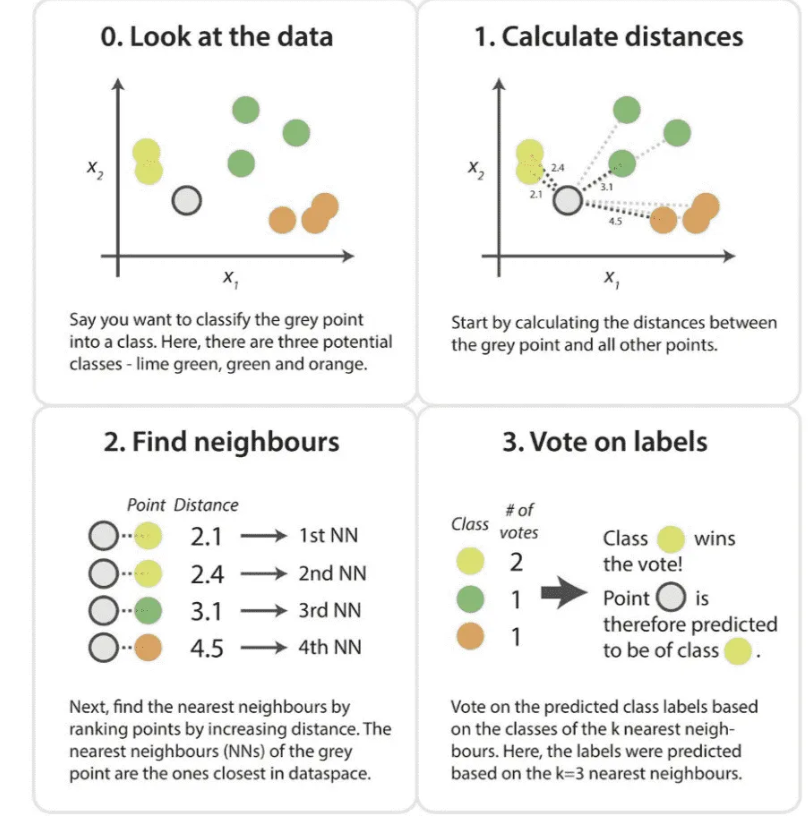 0. Look at the data
X2
X1
Say you want to classify the grey point
into a class. Here, there are three potential
classes - lime green, green and orange.
1. Calculate distances
X2
2.4
2.1
3.1
4.5
X1
Start by calculating the distances between
the grey point and all other points.
2. Find neighbours
Point Distance
2.1 1st NN
2.4 2nd NN
3.1 3rd NN
4.5 4th NN
Next, find the nearest neighbours by
ranking points by increasing distance. The
nearest neighbours (NNs) of the grey
point are the ones closest in dataspace.
3. Vote on labels
Class # of
votes
2
1
1
Class wins
the vote!
Point is
therefore predicted
to be of class .
Vote on the predicted class labels based
on the classes of the k nearest neigh-
bours. Here, the labels were predicted
based on the k=3 nearest neighbours.